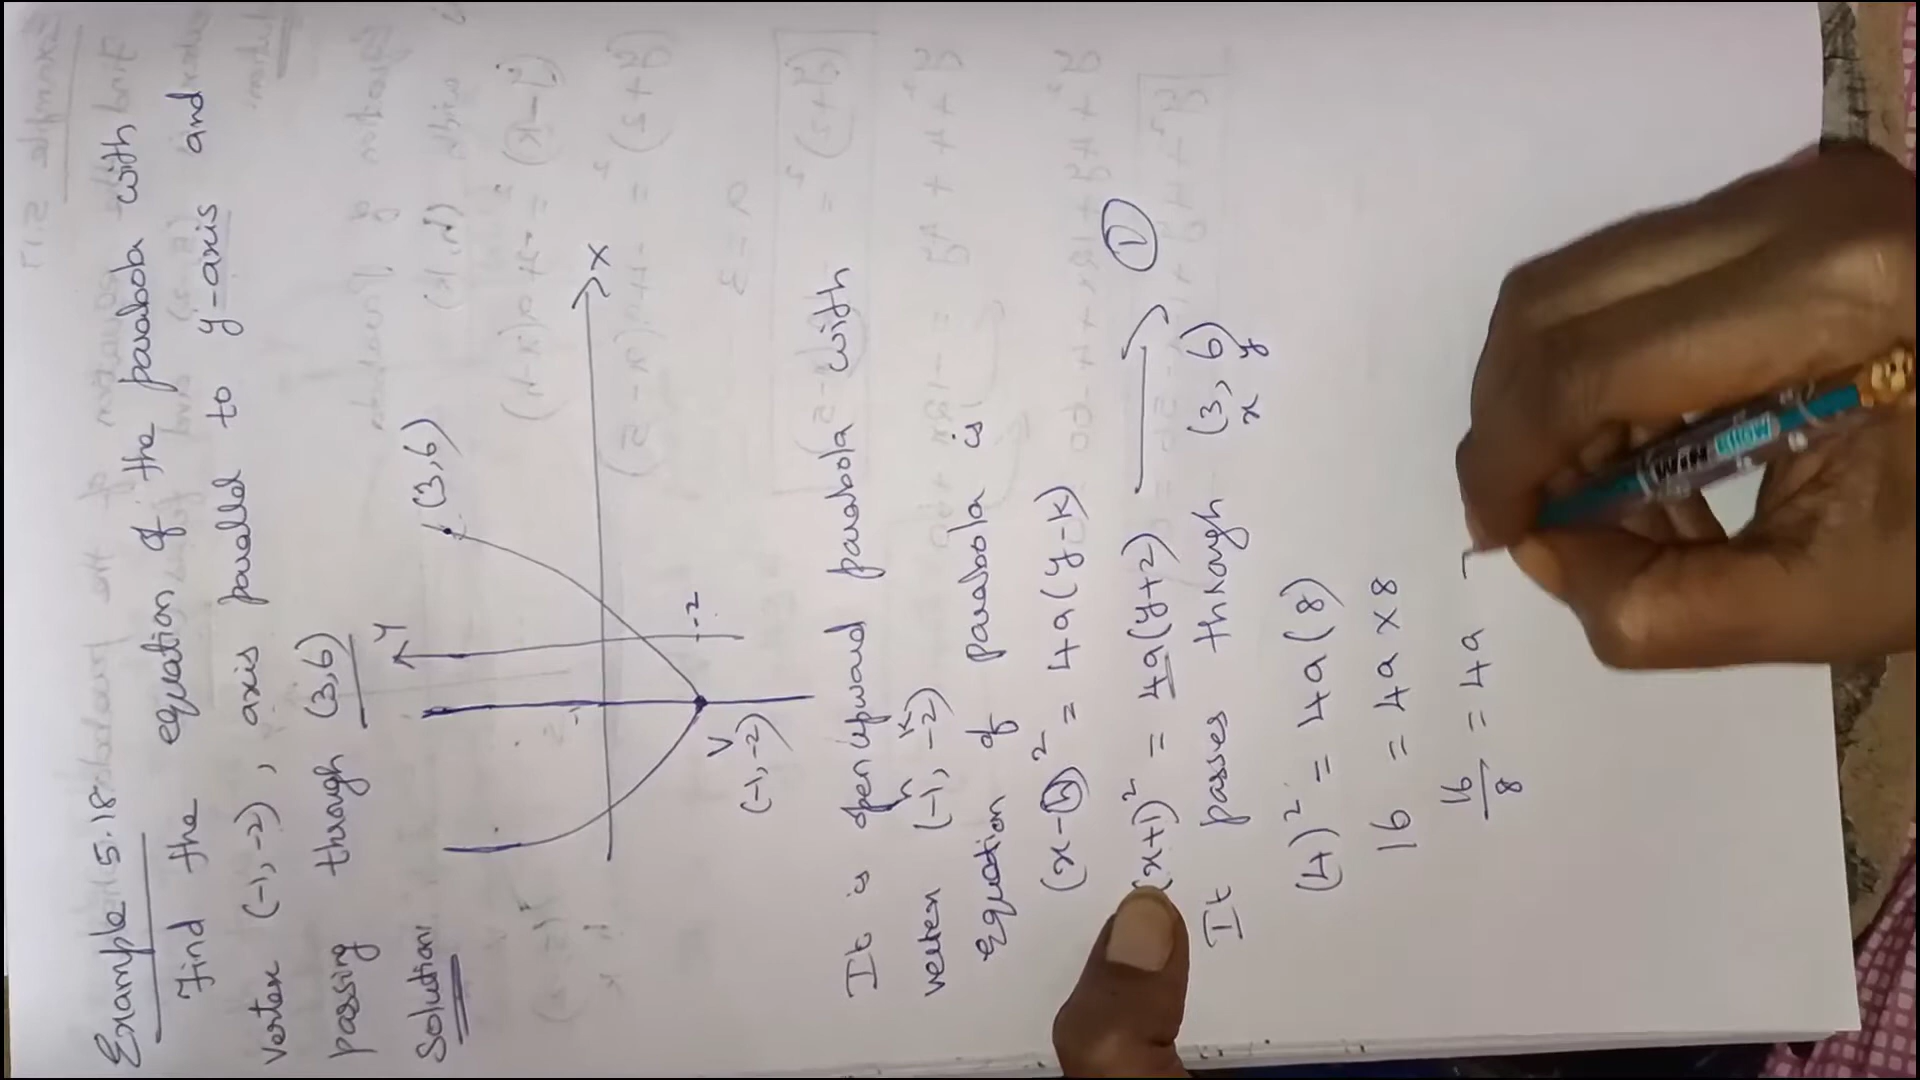 Example 5.18
Find the equation of the parabola with
vertex (-1, -2), axis parallel to y-axis and
passing through (3,6)
Solution:
Y
(3,6)
X
-1
-2
V
(-1,-2)
It is open upward parabola with
h k
vertex (-1, -2)
Equation of parabola is
(x-h)² = 4a(y-k)
(x+1)² = 4a(y+2) → ①
It passes through (3, 6)
x y
(4)² = 4a(8)
16 = 4a×8
16/8 = 4a